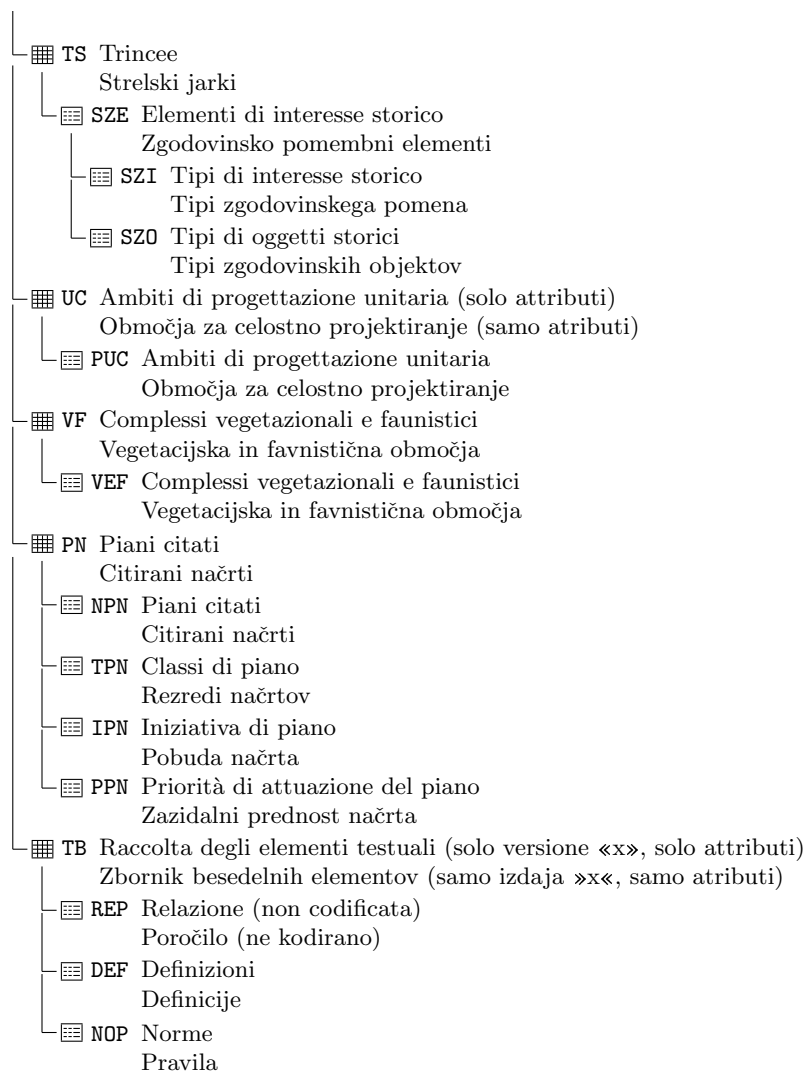 TS Trincee
Strelski jarki
SZE Elementi di interesse storico
Zgodovinsko pomembni elementi
SZI Tipi di interesse storico
Tipi zgodovinskega pomena
SZO Tipi di oggetti storici
Tipi zgodovinskih objektov
UC Ambiti di progettazione unitaria (solo attributi)
Območja za celostno projektiranje (samo atributi)
PUC Ambiti di progettazione unitaria
Območja za celostno projektiranje
VF Complessi vegetazionali e faunistici
Vegetacijska in favnistična območja
VEF Complessi vegetazionali e faunistici
Vegetacijska in favnistična območja
PN Piani citati
Citirani načrti
NPN Piani citati
Citirani načrti
TPN Classi di piano
Rezredi načrtov
IPN Iniziativa di piano
Pobuda načrta
PPN Priorità di attuazione del piano
Zazidalni prednost načrta
TB Raccolta degli elementi testuali (solo versione «x», solo attributi)
Zbornik besedelnih elementov (samo izdaja »x«, samo atributi)
REP Relazione (non codificata)
Poročilo (ne kodirano)
DEF Definizioni
Definicije
NOP Norme
Pravila